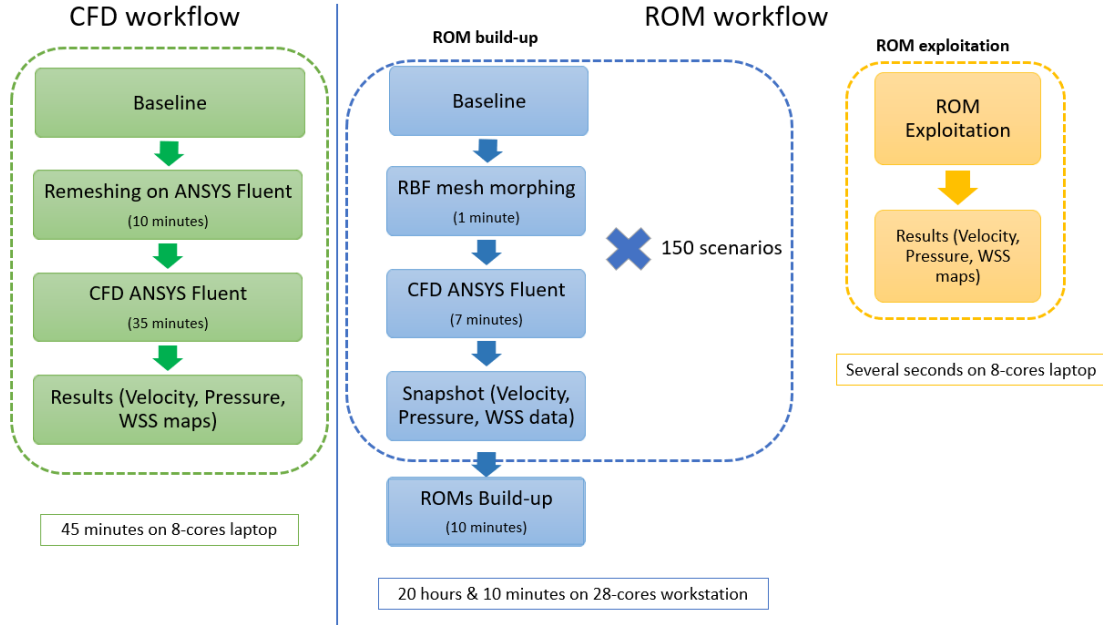 CFD workflow
Baseline
Remeshing on ANSYS Fluent
(10 minutes)
CFD ANSYS Fluent
(35 minutes)
Results (Velocity, Pressure,
WSS maps)
45 minutes on 8-cores laptop
ROM workflow
ROM build-up
Baseline
RBF mesh morphing
(1 minute)
CFD ANSYS Fluent
(7 minutes)
Snapshot (Velocity,
Pressure, WSS data)
150 scenarios
ROMs Build-up
(10 minutes)
20 hours & 10 minutes on 28-cores workstation
ROM exploitation
ROM
Exploitation
Results (Velocity,
Pressure, WSS
maps)
Several seconds on 8-cores laptop